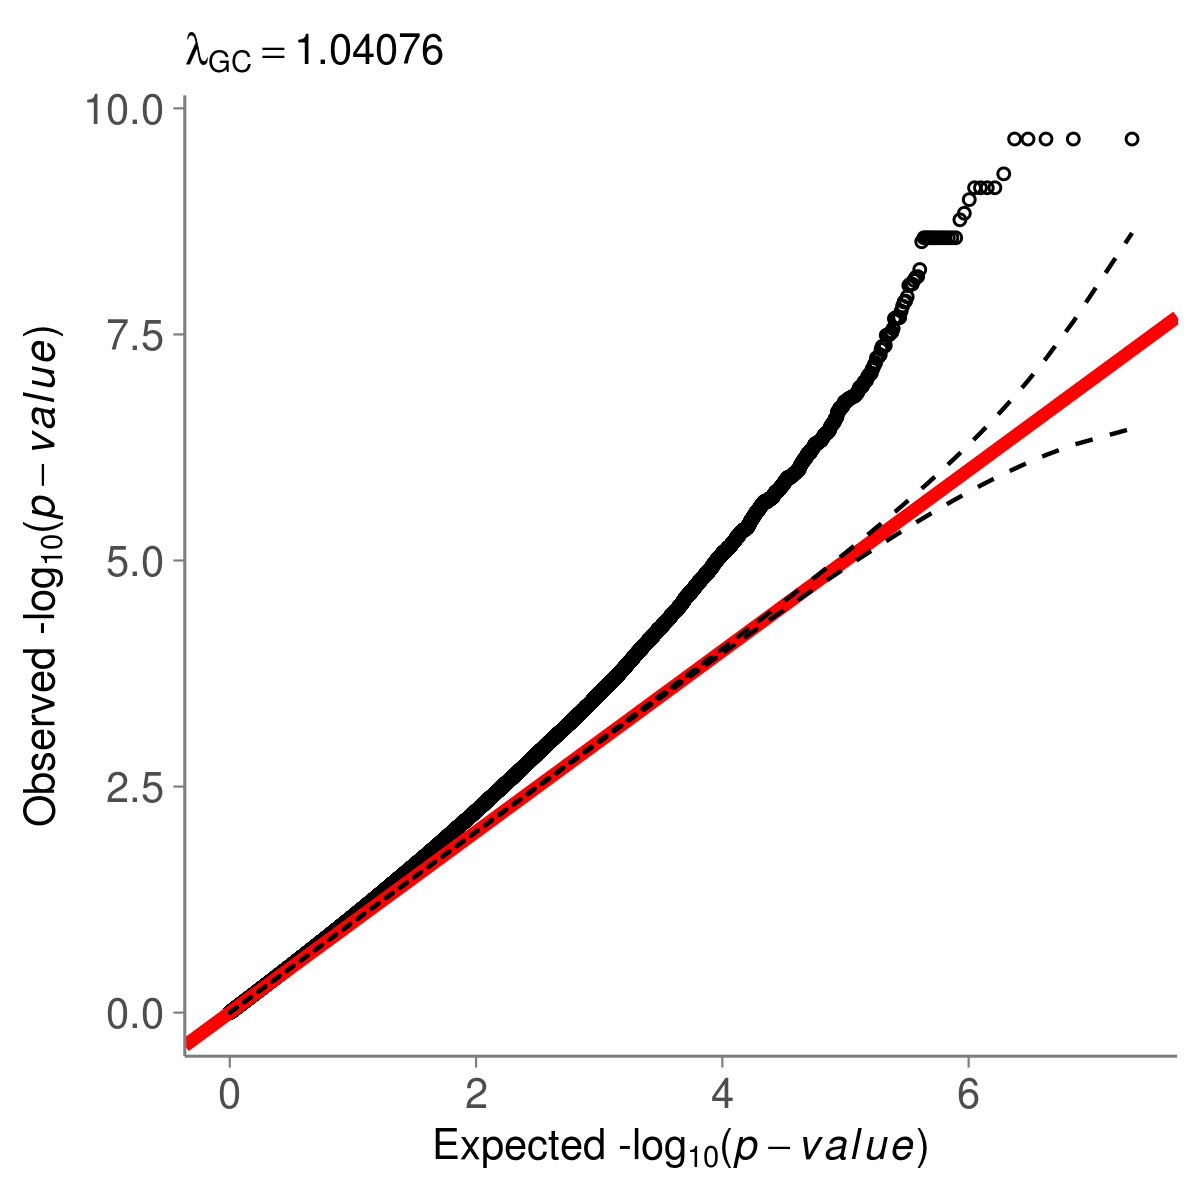 λGC = 1.04076
10.0
7.5
5.0
2.5
0.0
Observed -log10(p − value)
0 2 4 6
Expected -log10(p − value)